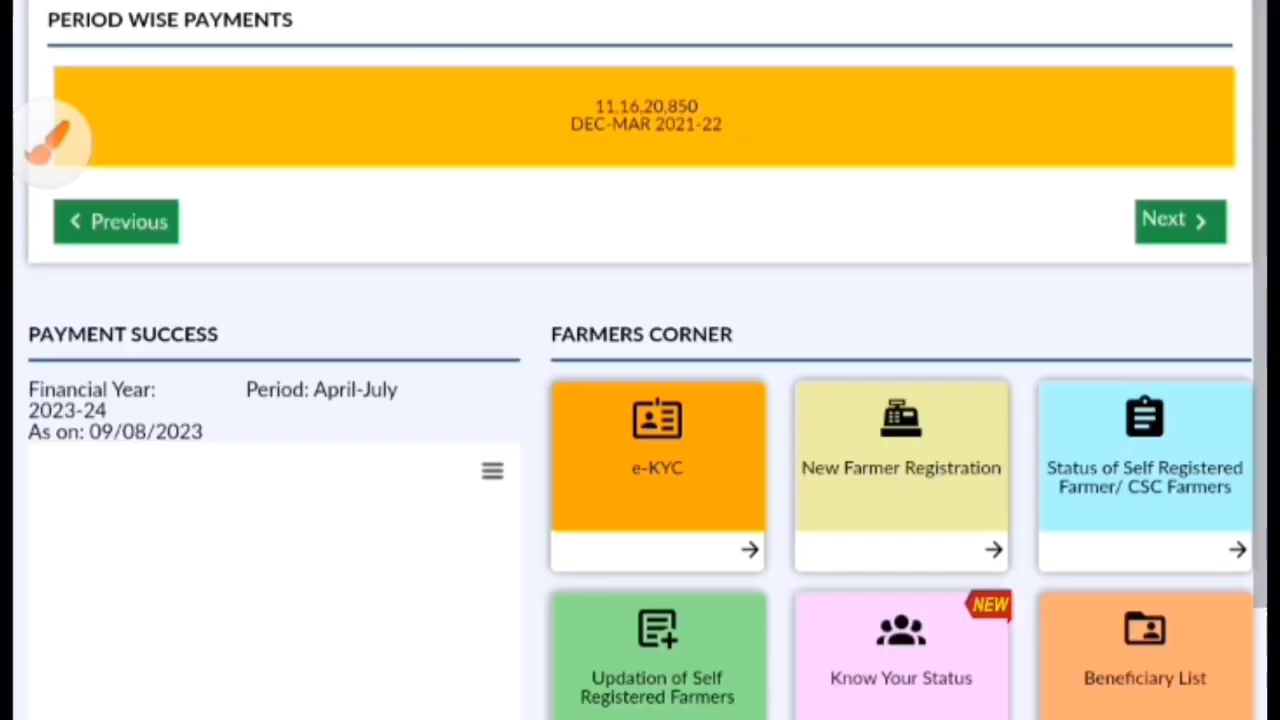 PERIOD WISE PAYMENTS
11,16,20,850
DEC-MAR 2021-22
Previous
Next
PAYMENT SUCCESS
Financial Year:
2023-24
Period: April-July
As on: 09/08/2023
FARMERS CORNER
e-KYC
New Farmer Registration
Status of Self Registered
Farmer/ CSC Farmers
Updation of Self
Registered Farmers
NEW
Know Your Status
Beneficiary List